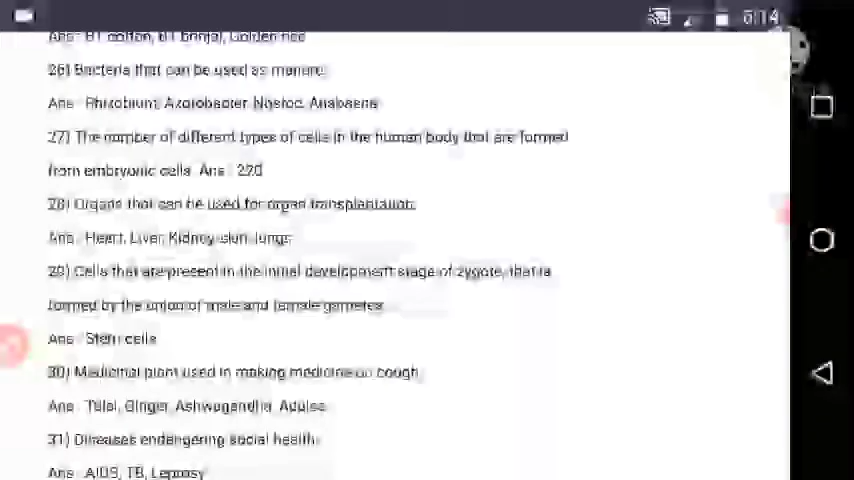 6:14
Ans : BT cotton, BT brinjal, Golden rice
26) Bacteria that can be used as manure.
Ans : Rhizobium, Azotobacter, Nostoc, Anabaena
27) The number of different types of cells in the human body that are formed
from embryonic cells. Ans : 220
28) Organs that can be used for organ transplantation.
Ans : Heart, Liver, Kidney, skin, lungs
29) Cells that are present in the initial development stage of zygote, that is
formed by the union of male and female gametes.
Ans : Stem cells
30) Medicinal plant used in making medicine on cough.
Ans : Tulsi, Ginger, Ashwagandha, Adulsa
31) Diseases endangering social health.
Ans : AIDS, TB, Leprosy